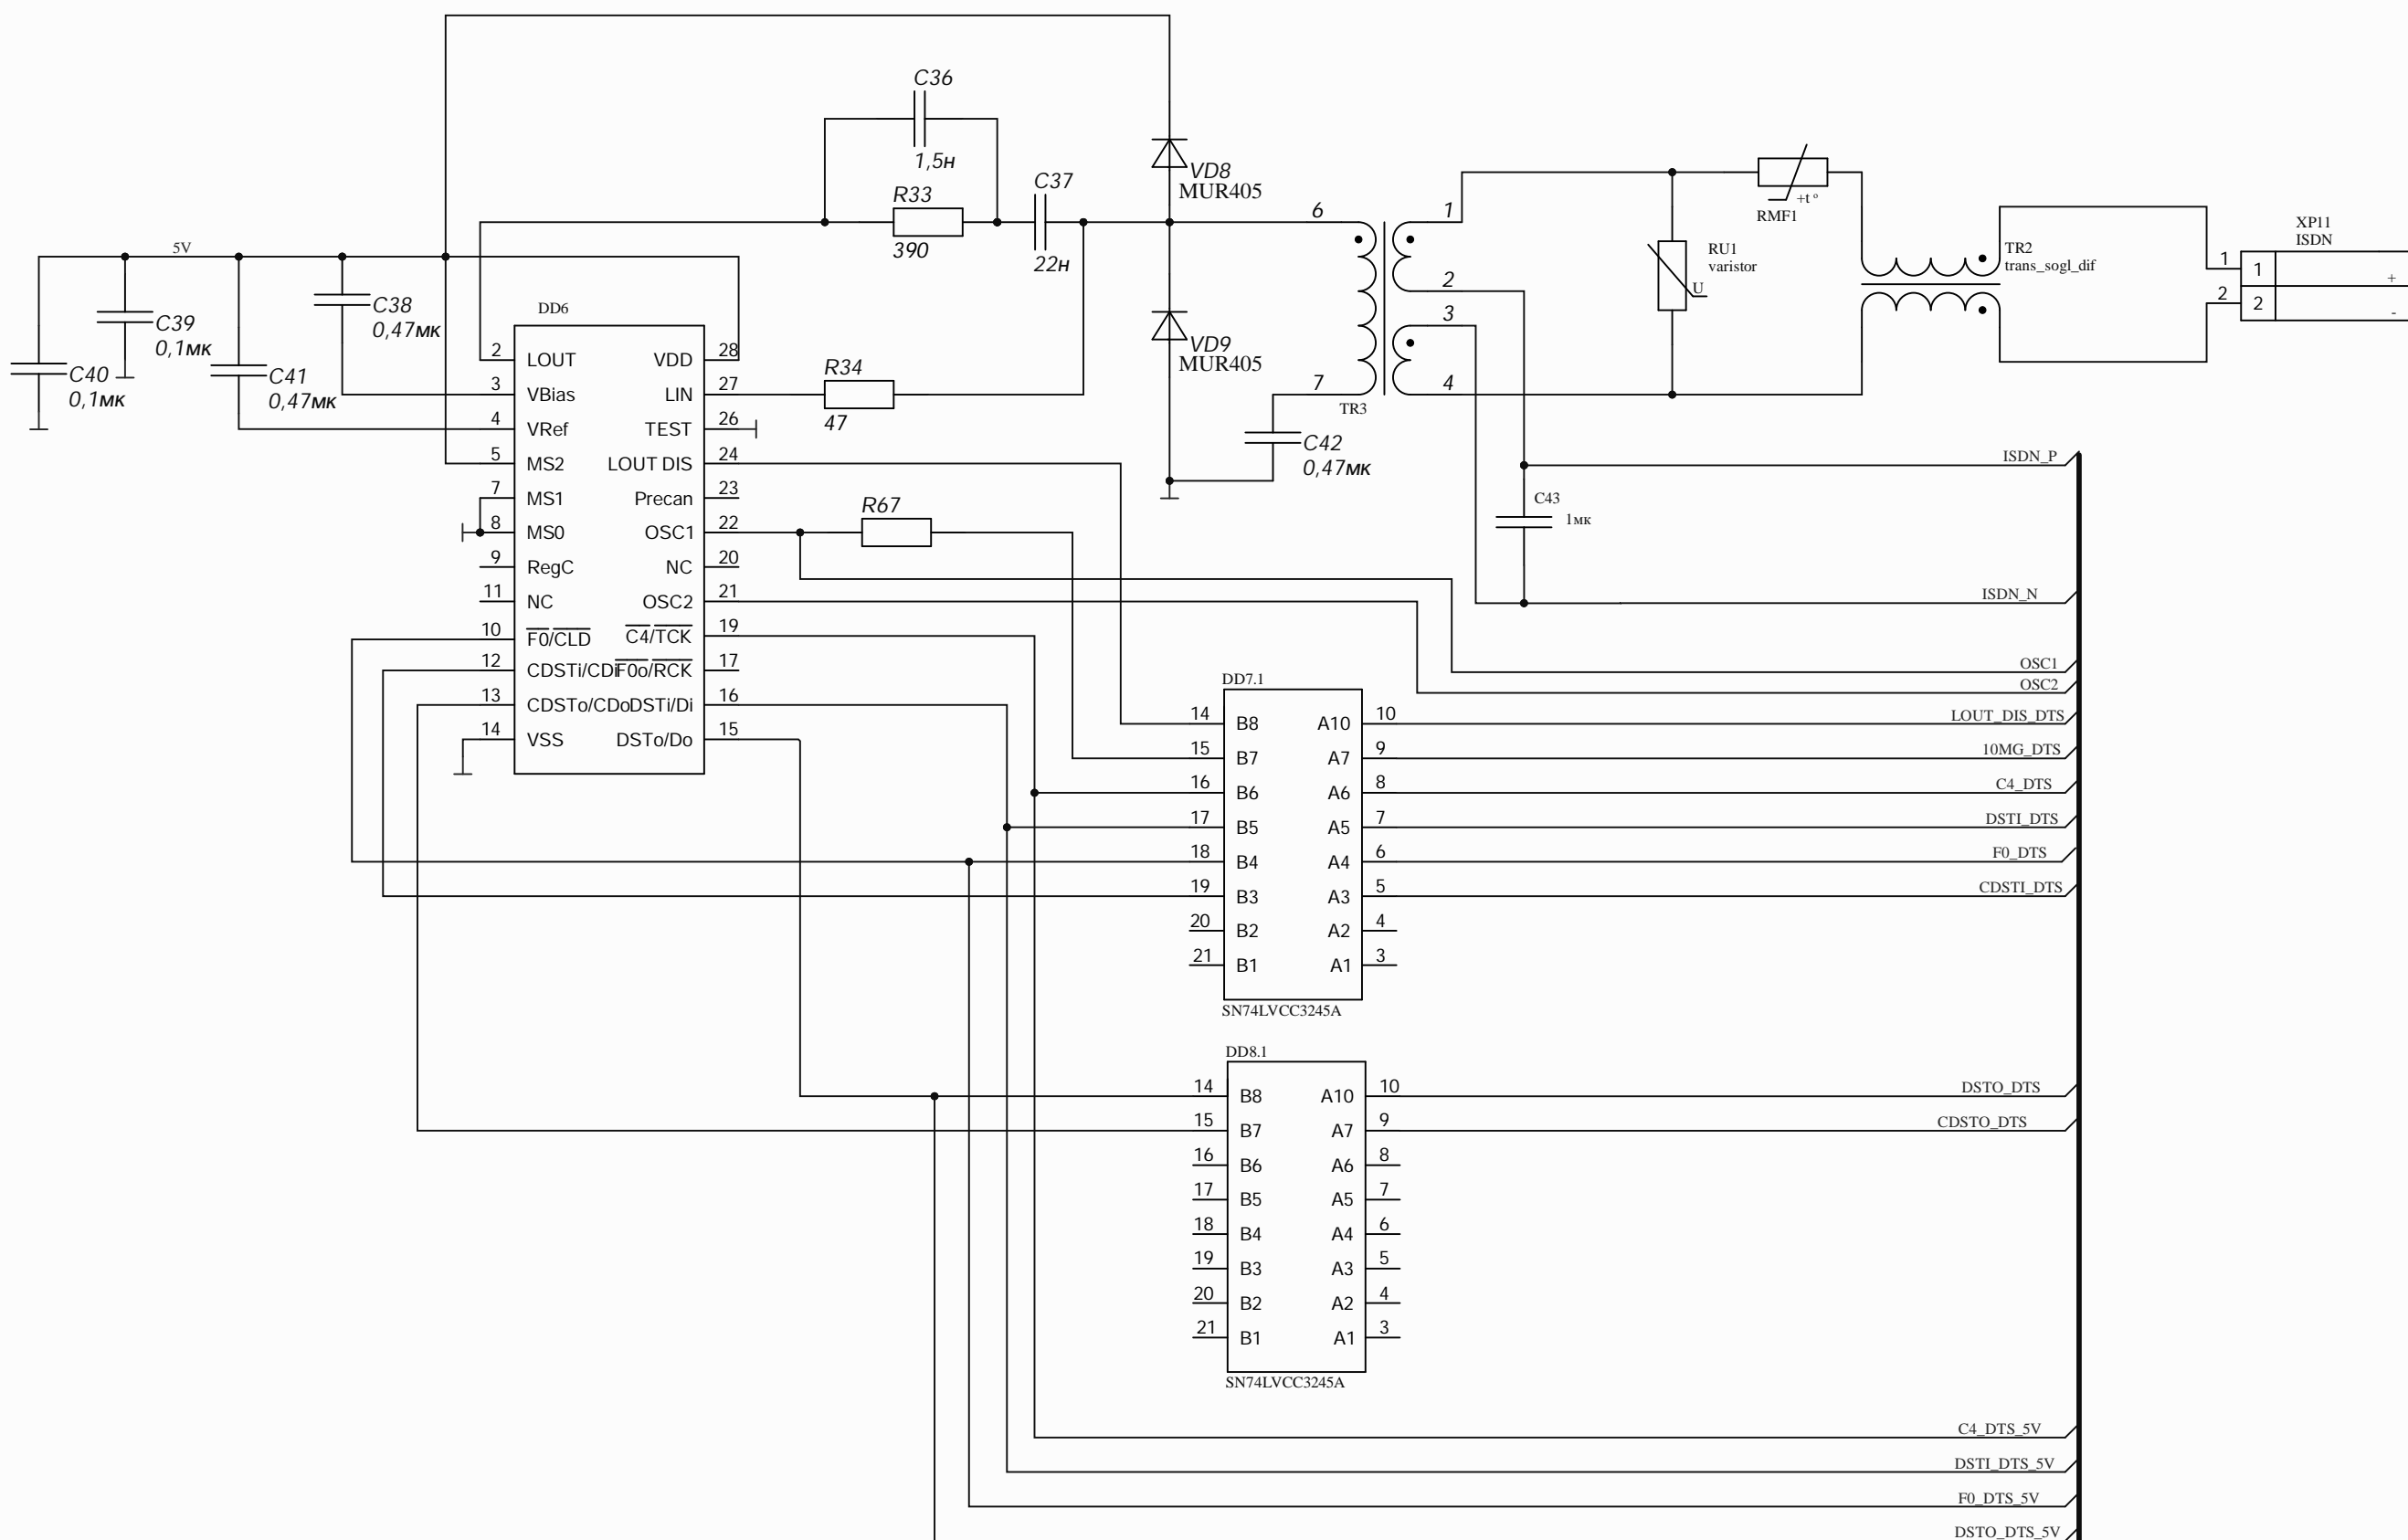 C36
1,5н
R33
390
C37
22н
VD8
MUR405
VD9
MUR405
5V
C38
0,47мк
C39
0,1мк
C40
0,1мк
C41
0,47мк
DD6
2 LOUT VDD 28
3 VBias LIN 27
4 VRef TEST 26
5 MS2 LOUT DIS 24
7 MS1 Precan 23
8 MS0 OSC1 22
9 RegC NC 20
11 NC OSC2 21
10 F0/CLD C4/TCK 19
12 CDSTi/CDi F0o/RCK 17
13 CDSTo/CDo DSTi/Di 16
14 VSS DSTo/Do 15
R34
47
R67
6 1
2
3
7 4
TR3
C42
0,47мк
RMF1
+t °
RU1
varistor
U
TR2
trans_sogl_dif
XP11
ISDN
1 1 +
2 2 -
C43
1мк
ISDN_P
ISDN_N
OSC1
OSC2
DD7.1
14 B8 A10 10 LOUT_DIS_DTS
15 B7 A7 9 10MG_DTS
16 B6 A6 8 C4_DTS
17 B5 A5 7 DSTI_DTS
18 B4 A4 6 F0_DTS
19 B3 A3 5 CDSTI_DTS
20 B2 A2 4
21 B1 A1 3
SN74LVCC3245A
DD8.1
14 B8 A10 10 DSTO_DTS
15 B7 A7 9 CDSTO_DTS
16 B6 A6 8
17 B5 A5 7
18 B4 A4 6
19 B3 A3 5
20 B2 A2 4
21 B1 A1 3
SN74LVCC3245A
C4_DTS_5V
DSTI_DTS_5V
F0_DTS_5V
DSTO_DTS_5V